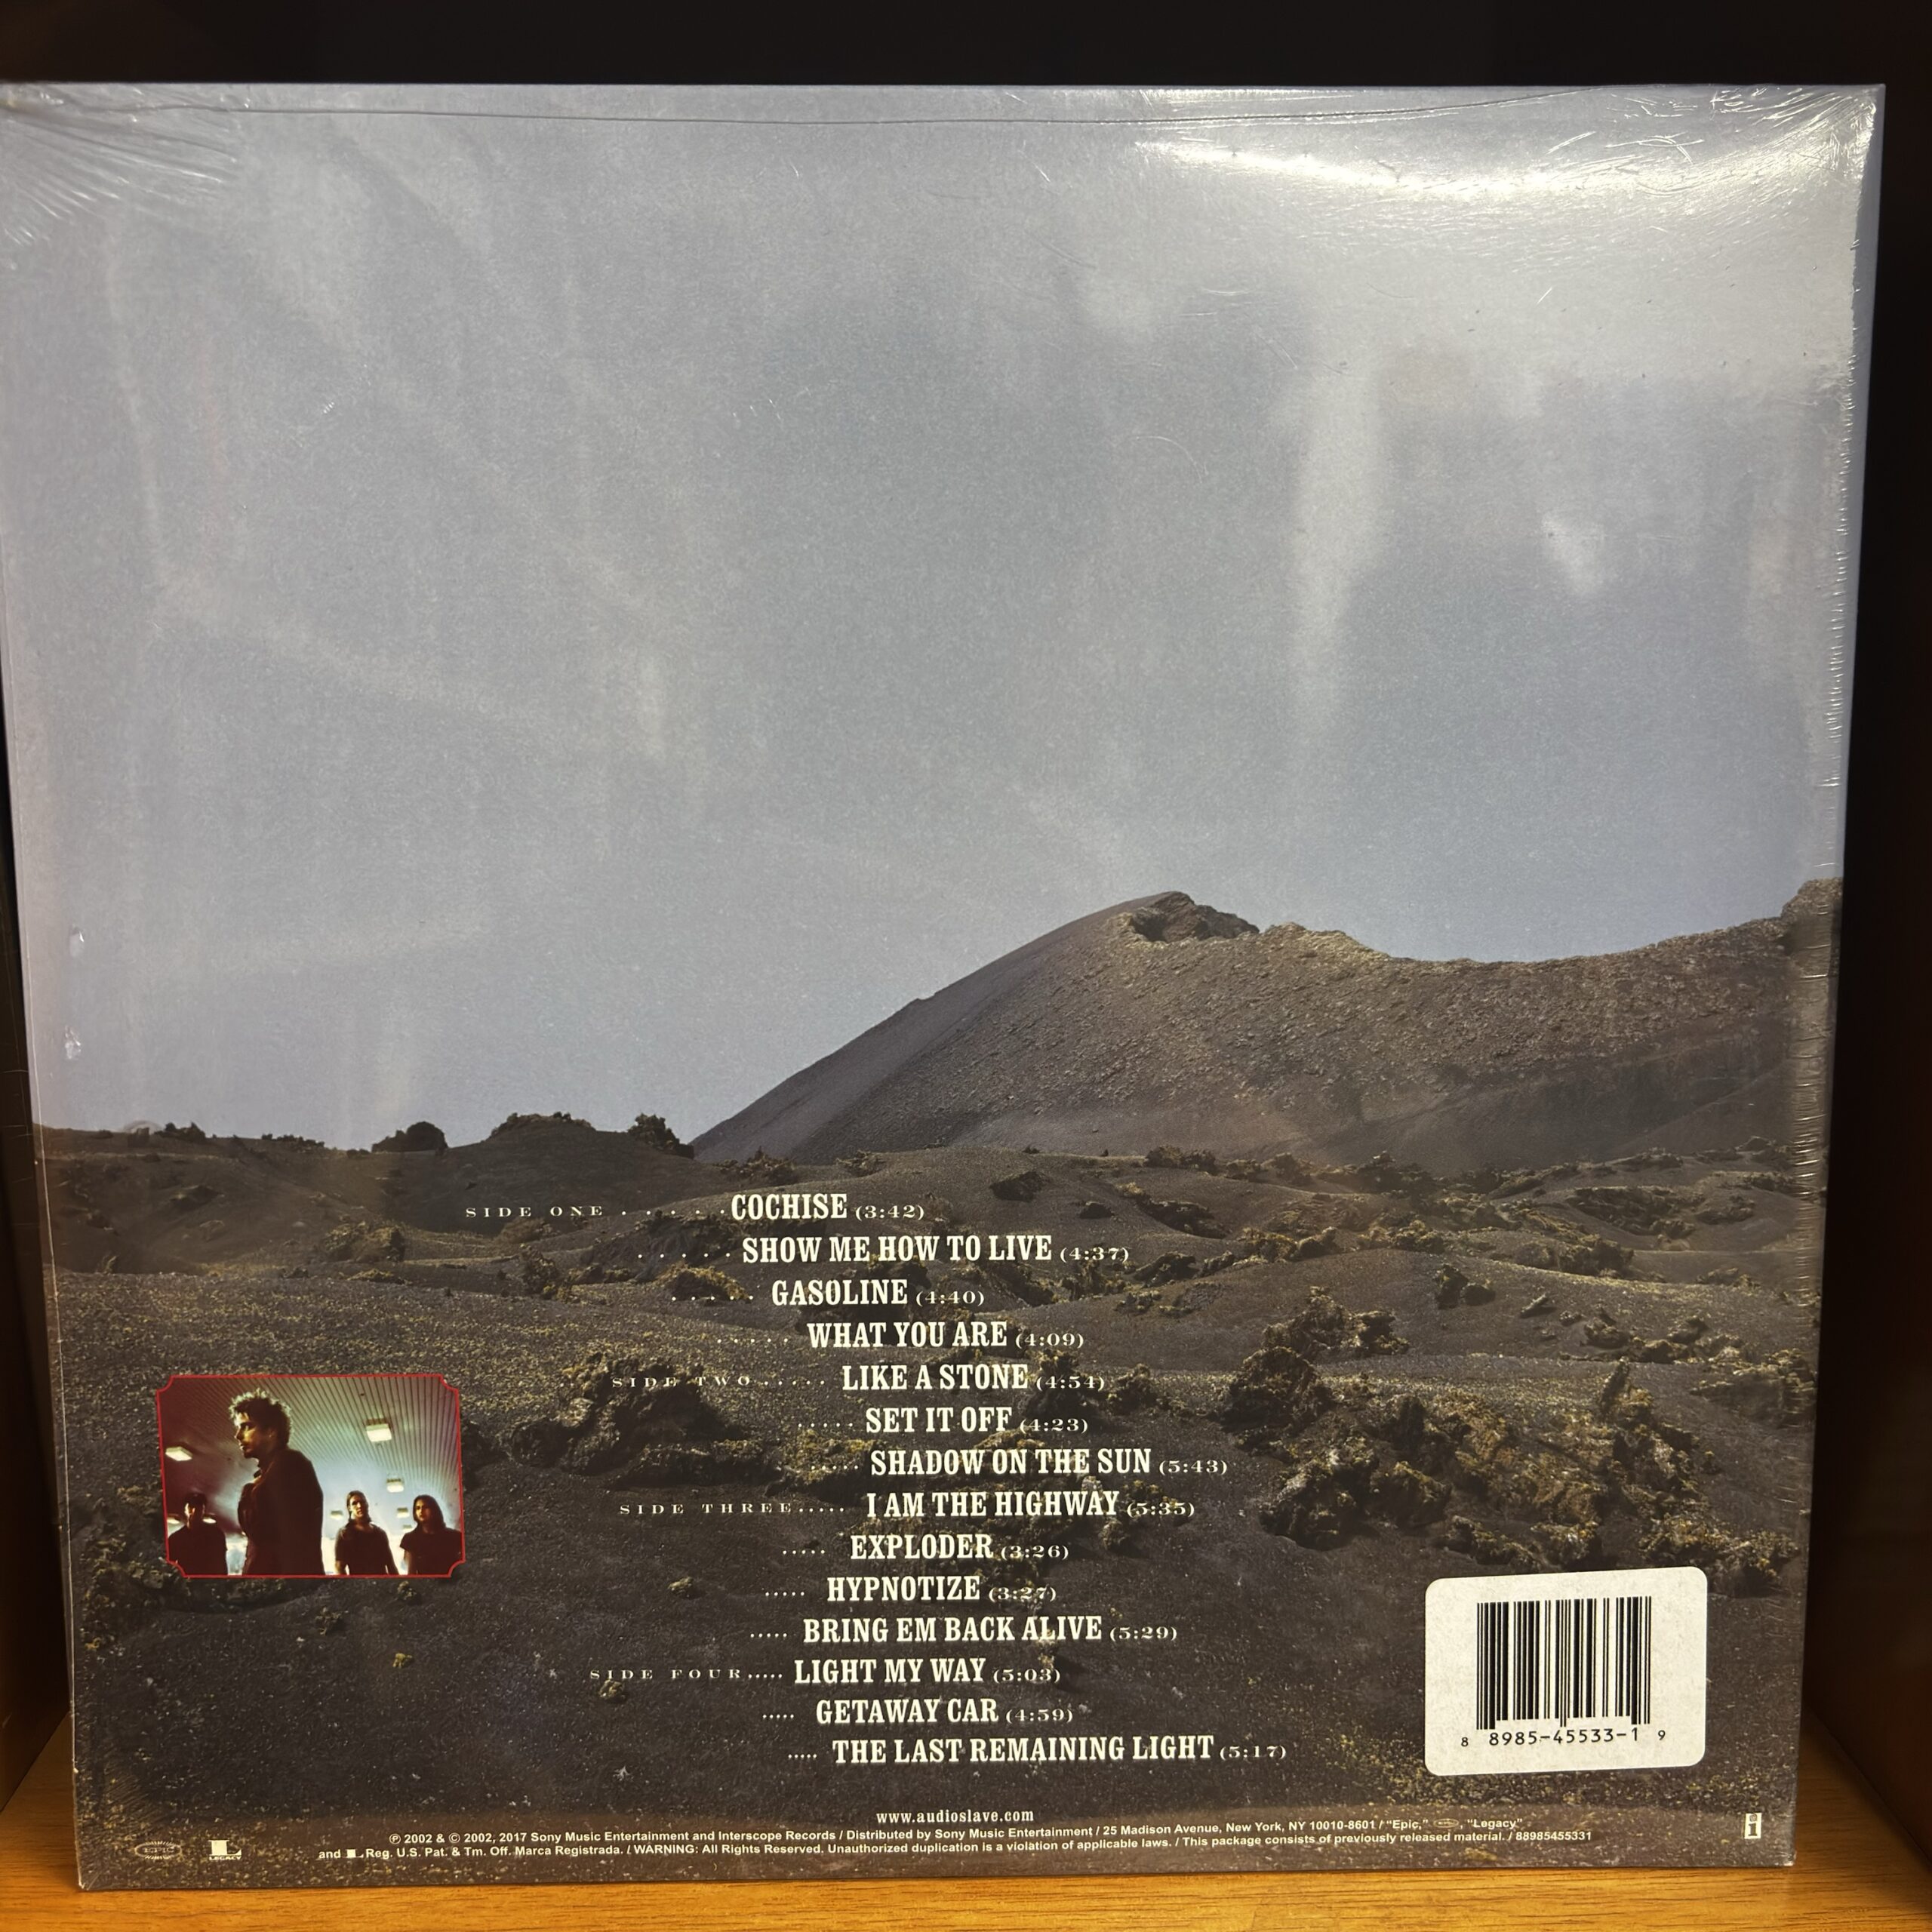 SIDE ONE . . . . . COCHISE (3:42)
. . . . . SHOW ME HOW TO LIVE (4:37)
. . . . . GASOLINE (4:40)
. . . . . WHAT YOU ARE (4:09)
SIDE TWO . . . . . LIKE A STONE (4:54)
. . . . . SET IT OFF (4:23)
. . . . . SHADOW ON THE SUN (5:43)
SIDE THREE..... I AM THE HIGHWAY (5:35)
..... EXPLODER (3:26)
..... HYPNOTIZE (3:27)
..... BRING EM BACK ALIVE (5:29)
SIDE FOUR..... LIGHT MY WAY (5:03)
..... GETAWAY CAR (4:59)
..... THE LAST REMAINING LIGHT (5:17)
8 8985-45533-1 9
www.audioslave.com
℗ 2002 & © 2002, 2017 Sony Music Entertainment and Interscope Records / Distributed by Sony Music Entertainment / 25 Madison Avenue, New York, NY 10010-8601 / "Epic," "Legacy"
and L Reg. U.S. Pat. & Tm. Off. Marca Registrada. / WARNING: All Rights Reserved. Unauthorized duplication is a violation of applicable laws. / This package consists of previously released material. / 88985455331
EPIC
L LEGACY
i